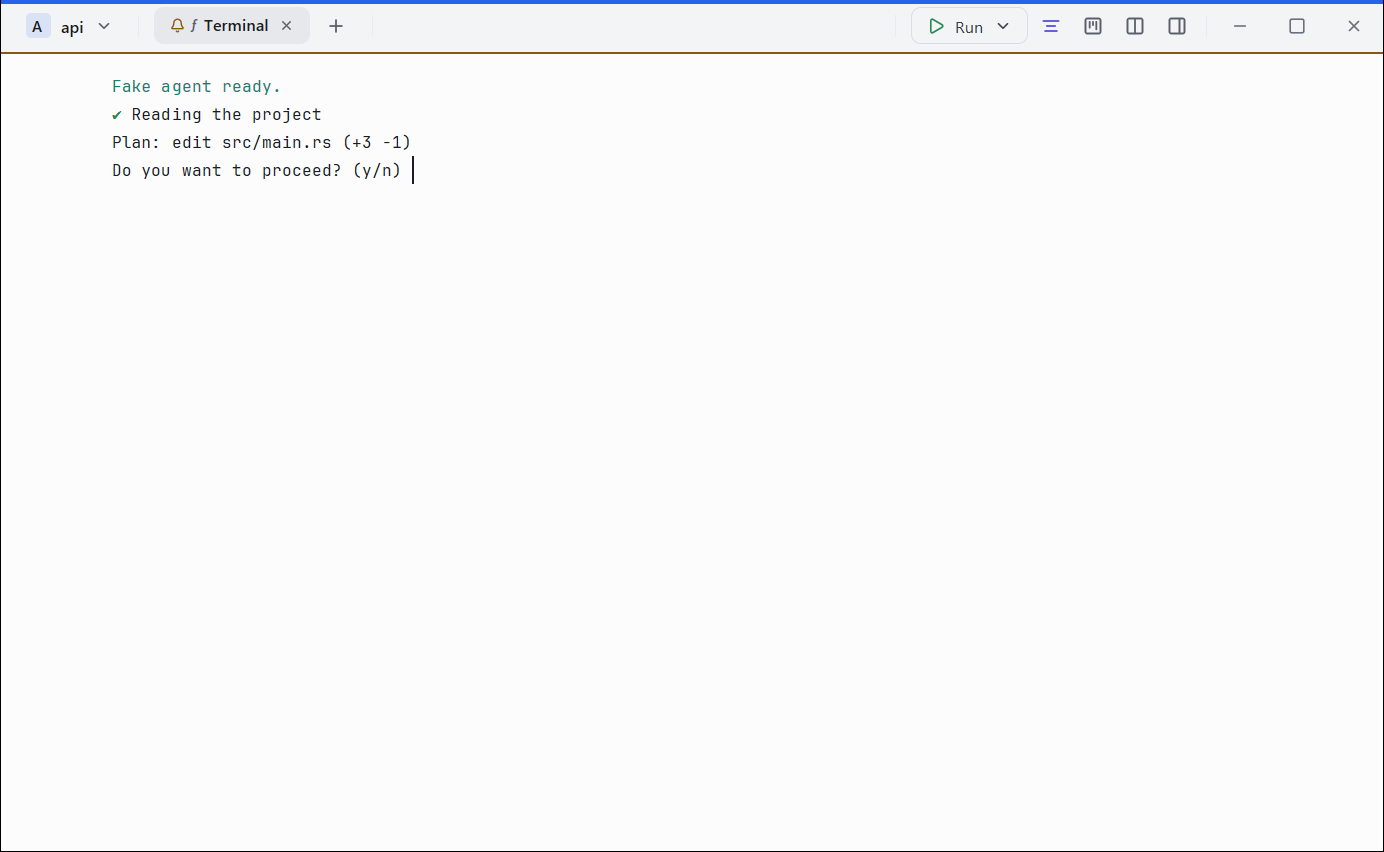 A api
ƒ Terminal
Run
Fake agent ready.
✔ Reading the project
Plan: edit src/main.rs (+3 -1)
Do you want to proceed? (y/n)